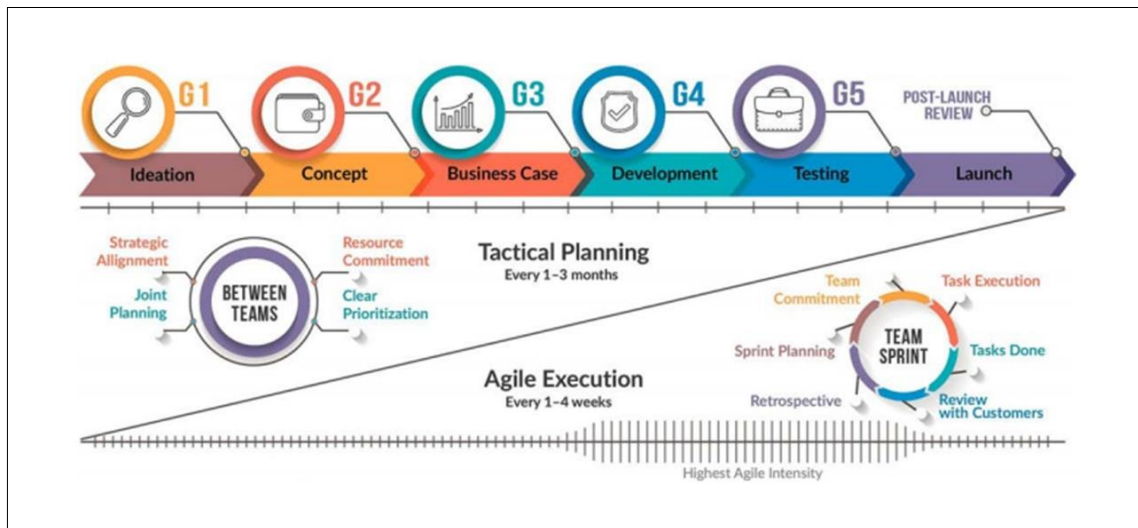 G1
G2
G3
G4
G5
POST-LAUNCH
REVIEW
Ideation
Concept
Business Case
Development
Testing
Launch
Strategic
Allignment
Joint
Planning
BETWEEN
TEAMS
Resource
Commitment
Clear
Prioritization
Tactical Planning
Every 1–3 months
Agile Execution
Every 1–4 weeks
Team
Commitment
Task Execution
Sprint Planning
TEAM
SPRINT
Tasks Done
Retrospective
Review
with Customers
Highest Agile Intensity